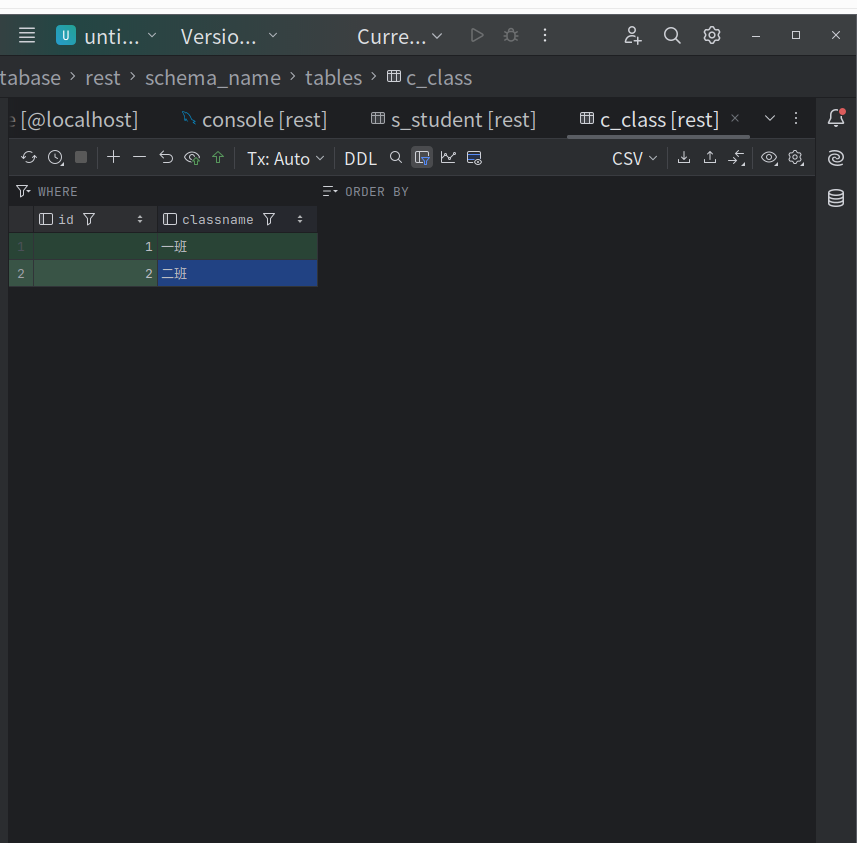 U unti... Versio... Curre...
tabase > rest > schema_name > tables > c_class
e [@localhost] console [rest] s_student [rest] c_class [rest]
Tx: Auto DDL CSV
WHERE ORDER BY
id classname
1 1 一班
2 2 二班